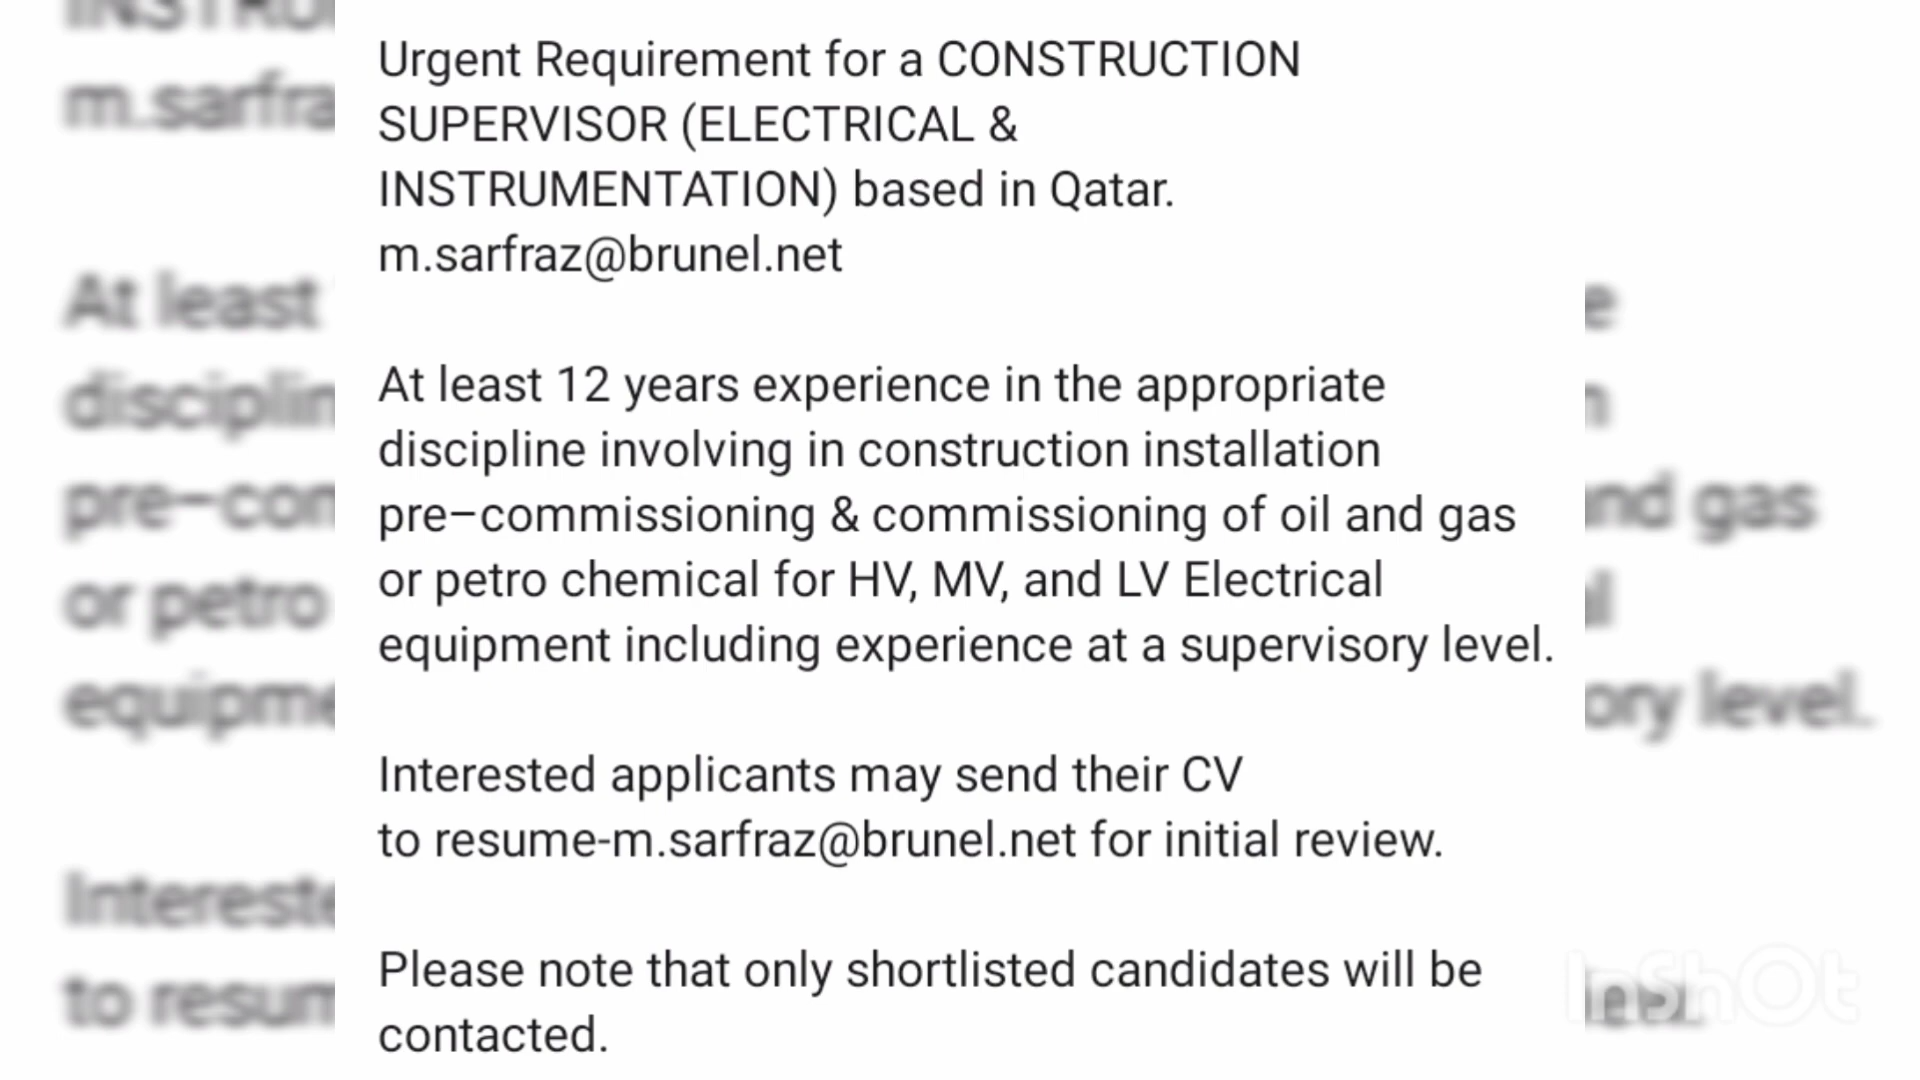 Urgent Requirement for a CONSTRUCTION
SUPERVISOR (ELECTRICAL &
INSTRUMENTATION) based in Qatar.
m.sarfraz@brunel.net
At least 12 years experience in the appropriate
discipline involving in construction installation
pre–commissioning & commissioning of oil and gas
or petro chemical for HV, MV, and LV Electrical
equipment including experience at a supervisory level.
Interested applicants may send their CV
to resume-m.sarfraz@brunel.net for initial review.
Please note that only shortlisted candidates will be
contacted.
InShOt